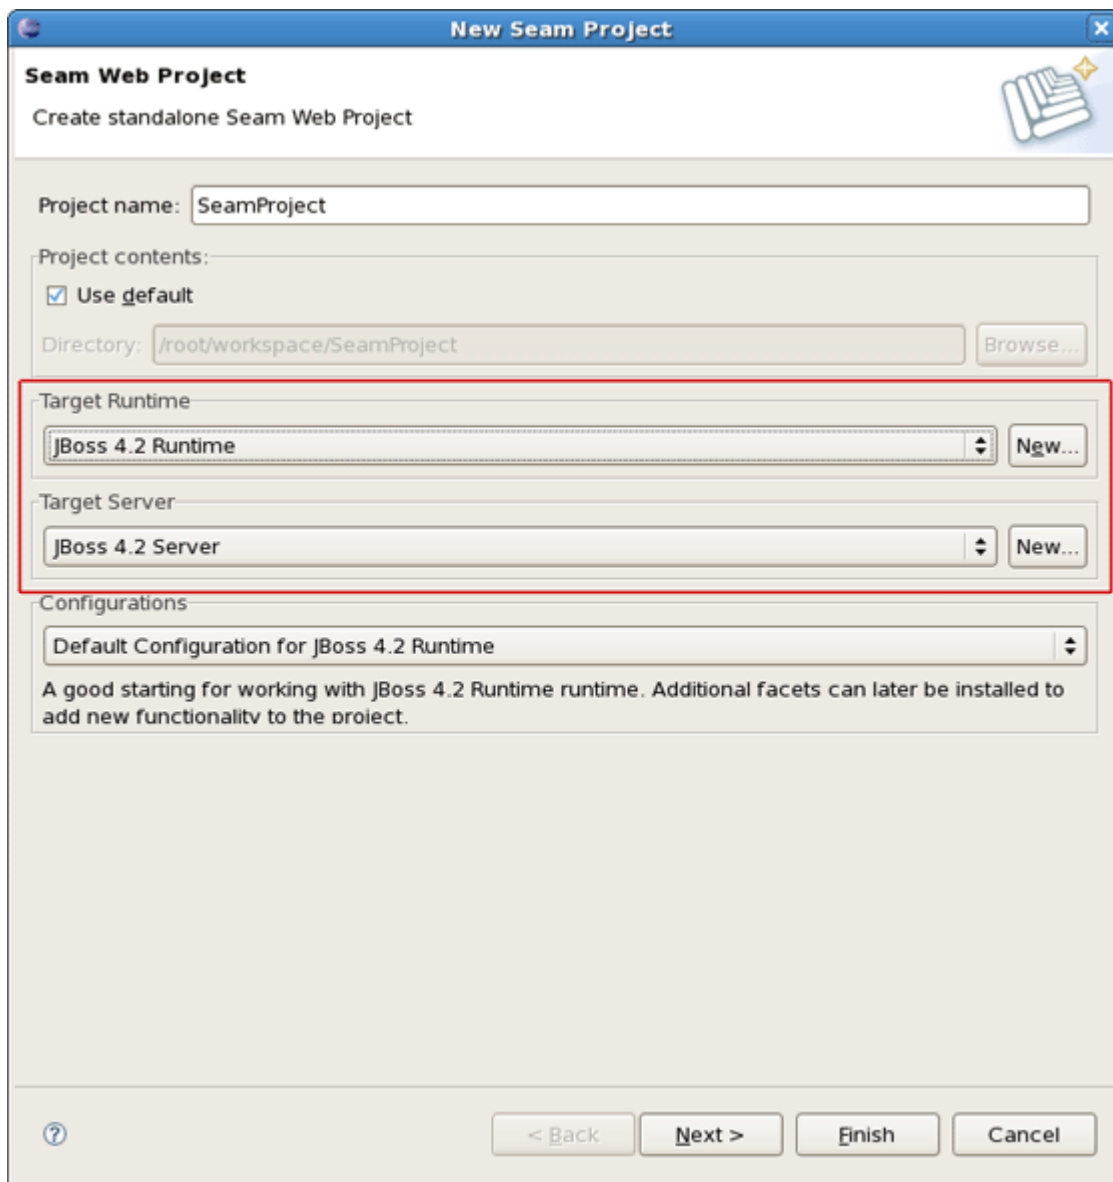 New Seam Project
Seam Web Project
Create standalone Seam Web Project
Project name: SeamProject
Project contents:
Use default
Directory: /root/workspace/SeamProject Browse...
Target Runtime
JBoss 4.2 Runtime New...
Target Server
JBoss 4.2 Server New...
Configurations
Default Configuration for JBoss 4.2 Runtime
A good starting for working with JBoss 4.2 Runtime runtime. Additional facets can later be installed to
add new functionality to the project.
? < Back Next > Finish Cancel